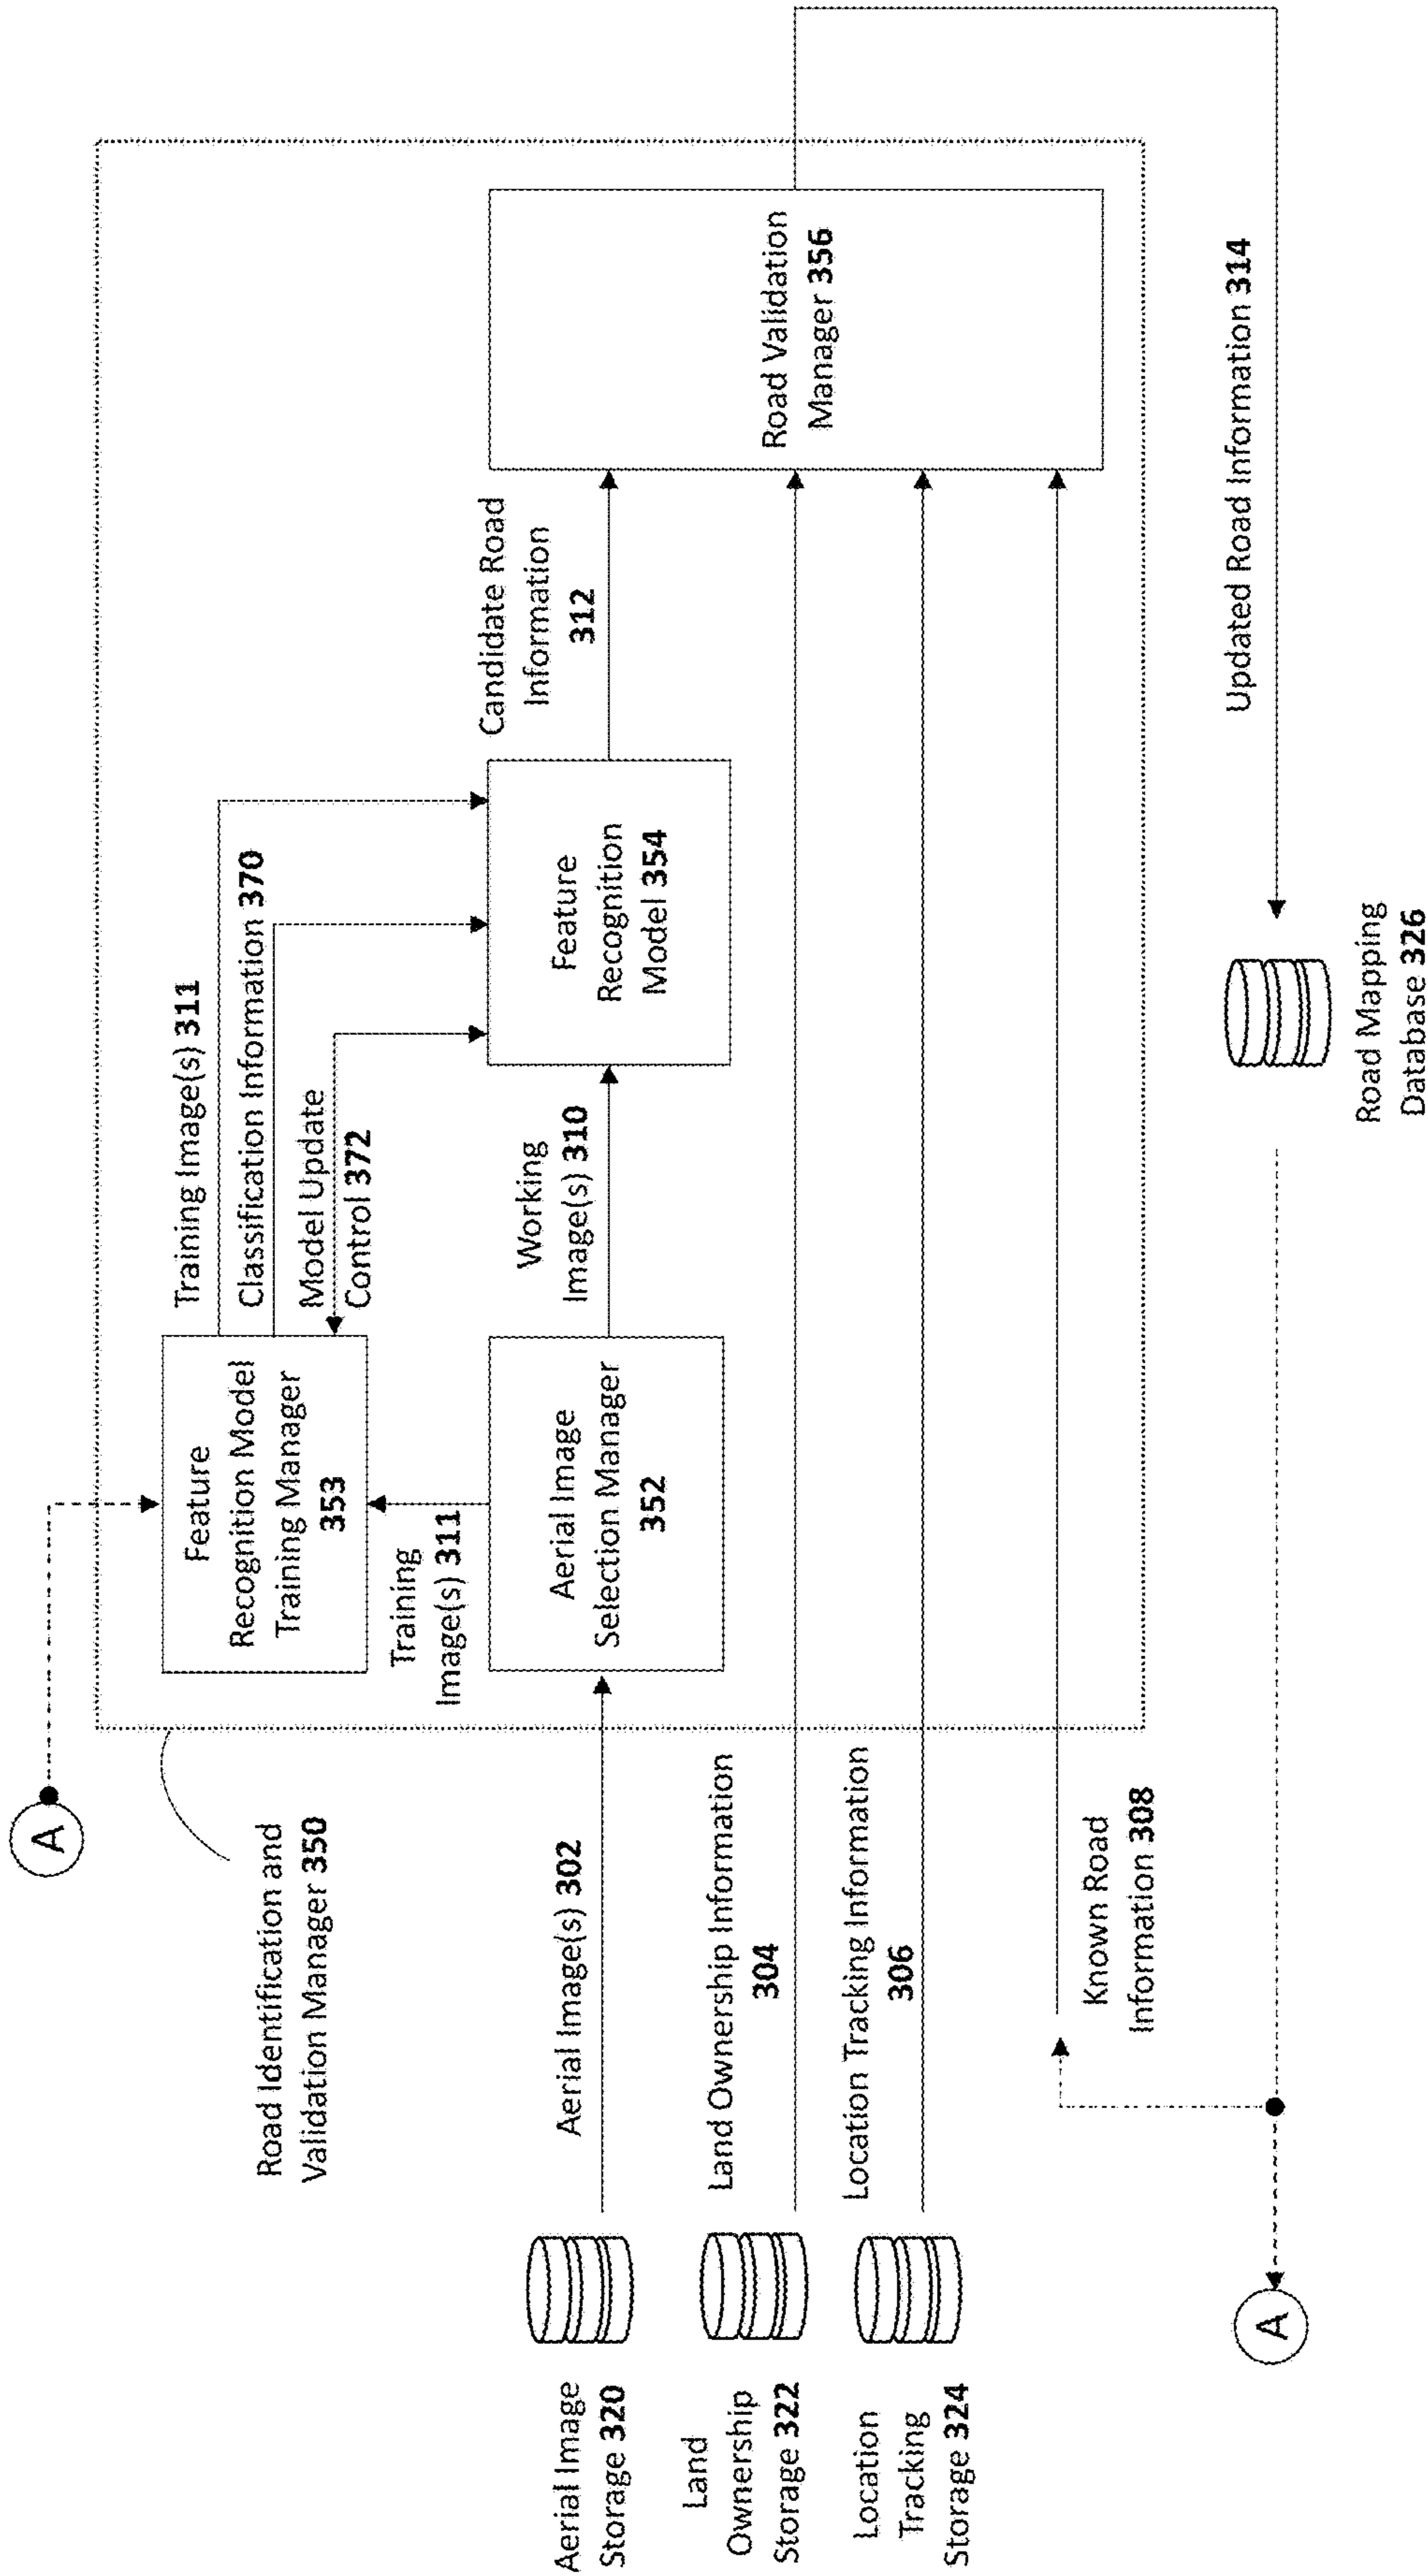 A
Road Identification and
Validation Manager 350
Feature
Recognition Model
Training Manager
353
Training Image(s) 311
Classification Information 370
Model Update
Control 372
Training
Image(s) 311
Aerial Image
Storage 320
Aerial Image(s) 302
Aerial Image
Selection Manager
352
Working
Image(s) 310
Feature
Recognition
Model 354
Candidate Road
Information
312
Road Validation
Manager 356
Land
Ownership
Storage 322
Land Ownership Information
304
Location
Tracking
Storage 324
Location Tracking Information
306
Known Road
Information 308
Updated Road Information 314
A
Road Mapping
Database 326